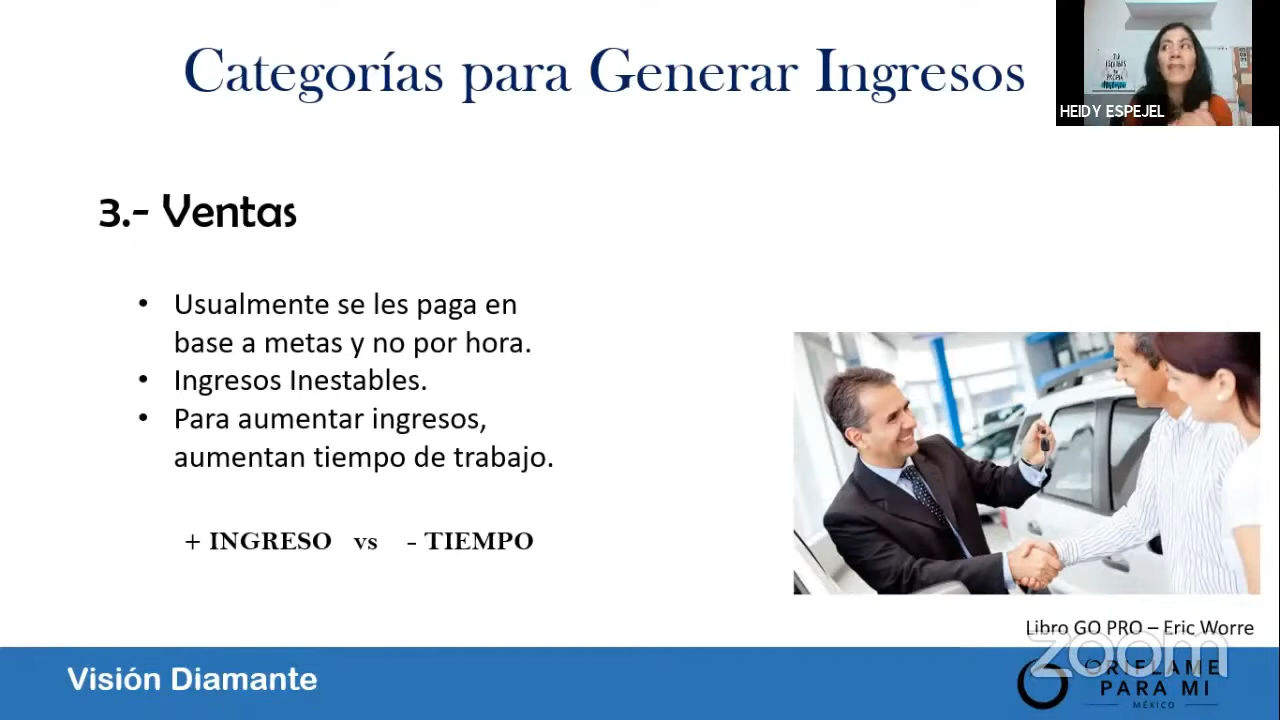 Categorías para Generar Ingresos
HEIDY ESPEJEL
3.- Ventas
• Usualmente se les paga en
base a metas y no por hora.
• Ingresos Inestables.
• Para aumentar ingresos,
aumentan tiempo de trabajo.
+ INGRESO vs - TIEMPO
Libro GO PRO – Eric Worre
zoom
Visión Diamante
ORIFLAME
PARA MI
MÉXICO